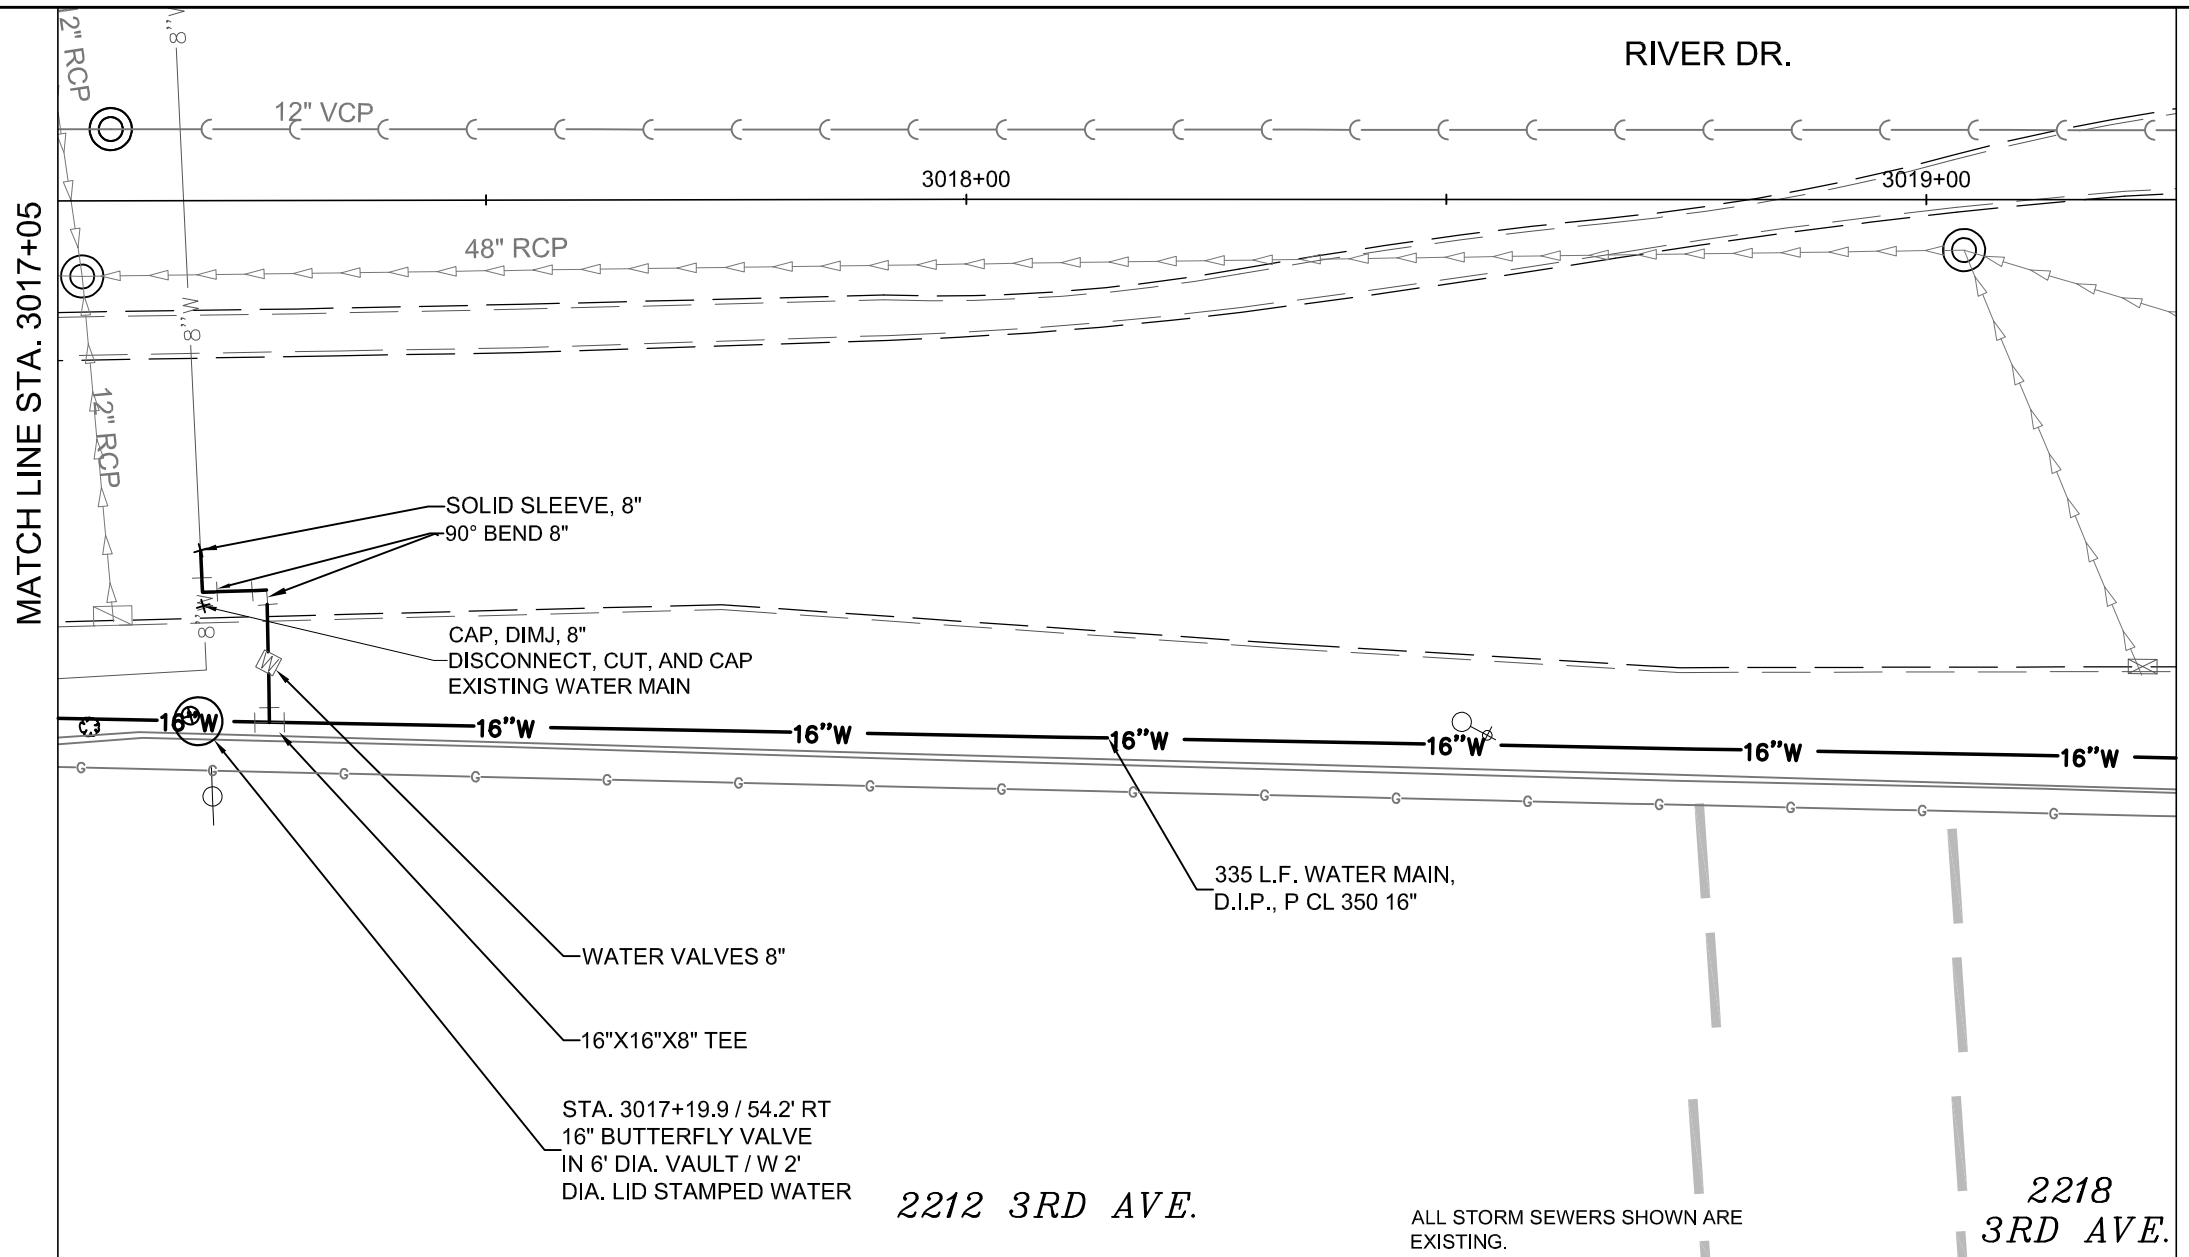 RIVER DR.
2" RCP
8"W
12" VCP
3018+00
3019+00
MATCH LINE STA. 3017+05
48" RCP
8"W
12" RCP
SOLID SLEEVE, 8"
90° BEND 8"
8"W
CAP, DIMJ, 8"
DISCONNECT, CUT, AND CAP
EXISTING WATER MAIN
W
16"W 16"W 16"W 16"W 16"W 16"W 16"W
G G G G G G G G G G G G G G G G
335 L.F. WATER MAIN,
D.I.P., P CL 350 16"
WATER VALVES 8"
16"X16"X8" TEE
STA. 3017+19.9 / 54.2' RT
16" BUTTERFLY VALVE
IN 6' DIA. VAULT / W 2'
DIA. LID STAMPED WATER
2212 3RD AVE.
ALL STORM SEWERS SHOWN ARE
EXISTING.
2218
3RD AVE.